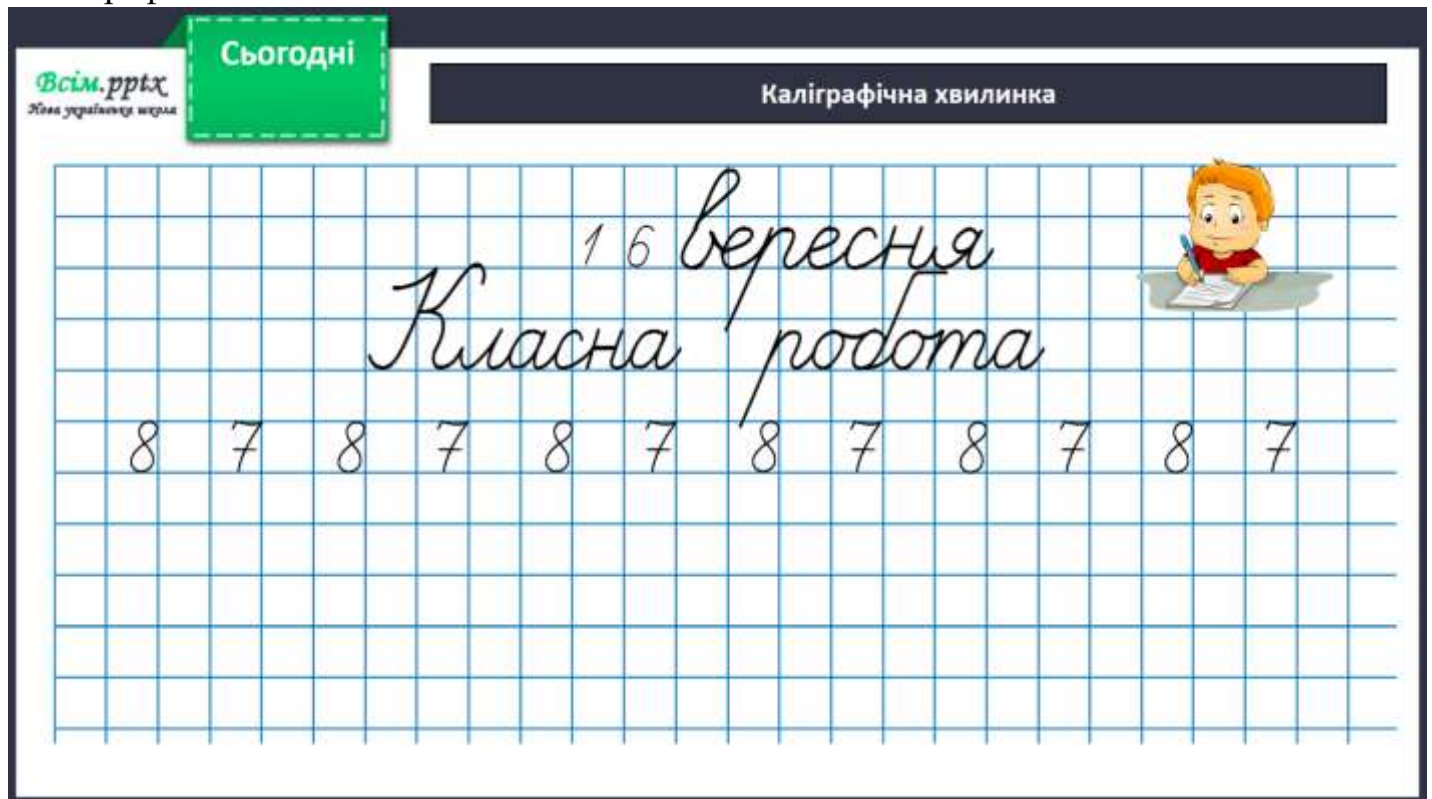 Сьогодні
Всім.pptx
Нова українська школа
Каліграфічна хвилинка
16 вересня
Класна робота
8 7 8 7 8 7 8 7 8 7 8 7